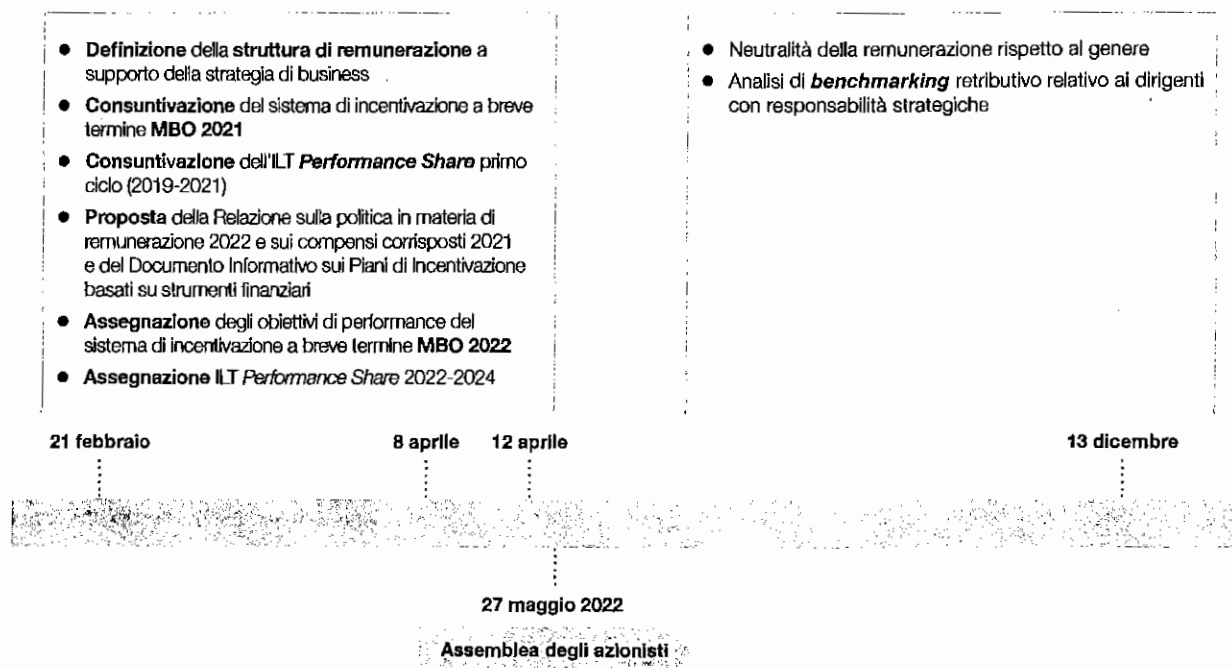 ● Definizione della struttura di remunerazione a
supporto della strategia di business
● Consuntivazione del sistema di incentivazione a breve
termine MBO 2021
● Consuntivazione dell'ILT Performance Share primo
ciclo (2019-2021)
● Proposta della Relazione sulla politica in materia di
remunerazione 2022 e sui compensi corrisposti 2021
e del Documento Informativo sui Piani di Incentivazione
basati su strumenti finanziari
● Assegnazione degli obiettivi di performance del
sistema di incentivazione a breve termine MBO 2022
● Assegnazione ILT Performance Share 2022-2024
● Neutralità della remunerazione rispetto al genere
● Analisi di benchmarking retributivo relativo ai dirigenti
con responsabilità strategiche
21 febbraio
8 aprile
12 aprile
13 dicembre
27 maggio 2022
Assemblea degli azionisti